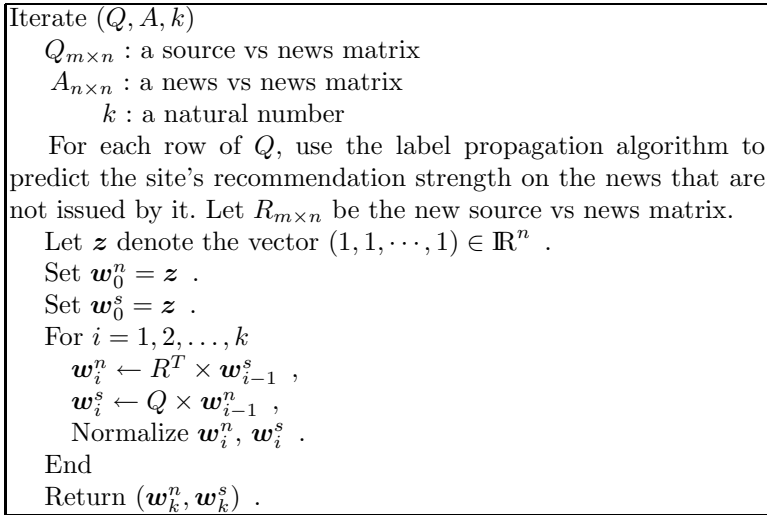 Iterate (Q, A, k)
Q_{m×n} : a source vs news matrix
A_{n×n} : a news vs news matrix
k : a natural number
For each row of Q, use the label propagation algorithm to
predict the site's recommendation strength on the news that are
not issued by it. Let R_{m×n} be the new source vs news matrix.
Let z denote the vector (1, 1, ⋯, 1) ∈ ℝ^n .
Set w_0^n = z .
Set w_0^s = z .
For i = 1, 2, . . . , k
w_i^n ← R^T × w_{i−1}^s ,
w_i^s ← Q × w_{i−1}^n ,
Normalize w_i^n, w_i^s .
End
Return (w_k^n, w_k^s) .